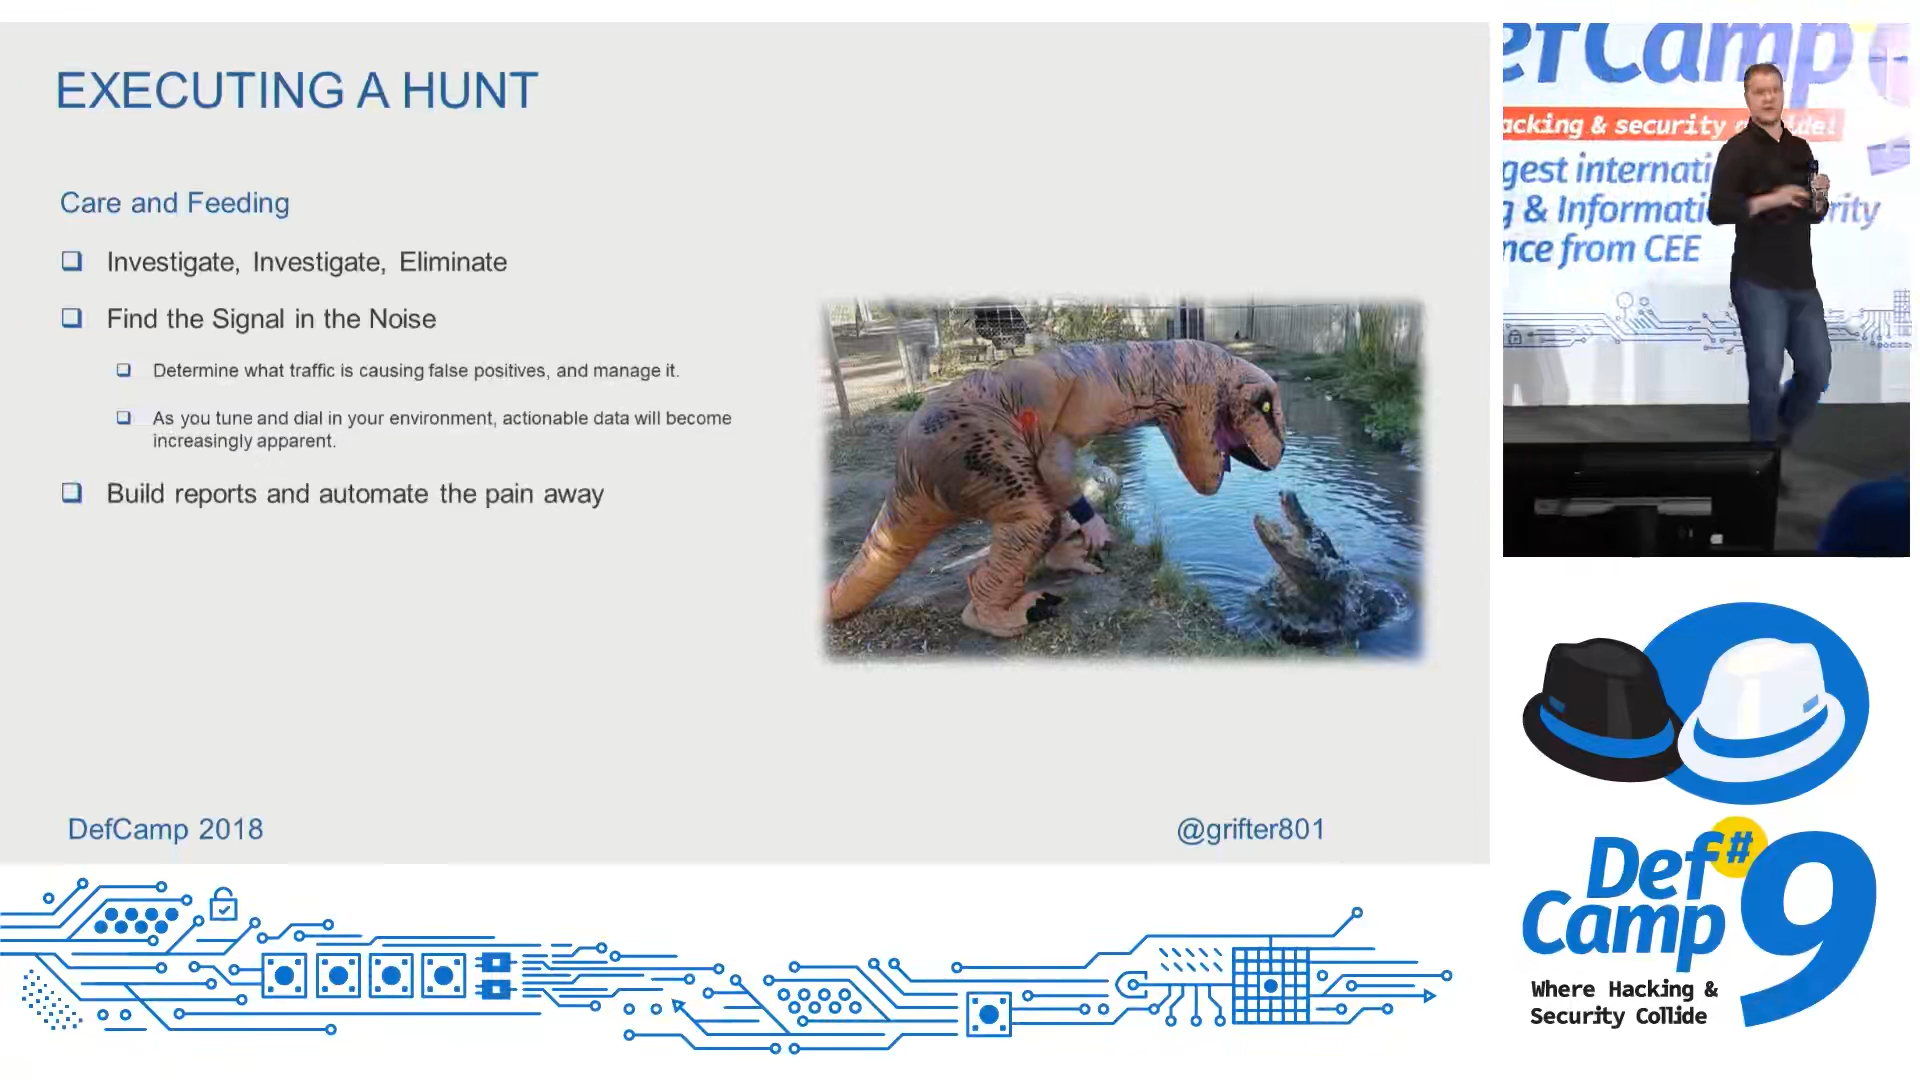 EXECUTING A HUNT
Care and Feeding
Investigate, Investigate, Eliminate
Find the Signal in the Noise
Determine what traffic is causing false positives, and manage it.
As you tune and dial in your environment, actionable data will become
increasingly apparent.
Build reports and automate the pain away
DefCamp 2018
@grifter801
efCamp 9
acking & security
ide!
gest internati
g & Informati
rity
nce from CEE
Def#
Camp 9
Where Hacking &
Security Collide